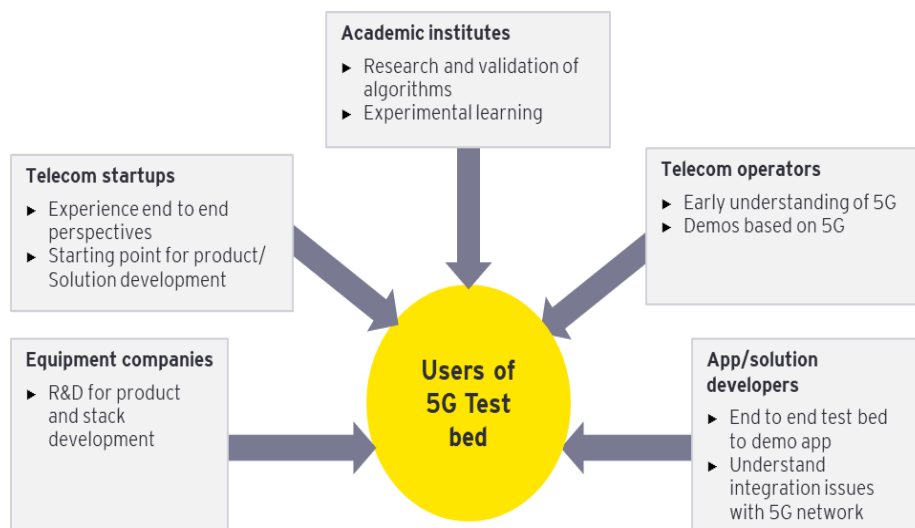 Academic institutes
► Research and validation of
algorithms
► Experimental learning
Telecom startups
► Experience end to end
perspectives
► Starting point for product/
Solution development
Telecom operators
► Early understanding of 5G
► Demos based on 5G
Equipment companies
► R&D for product
and stack
development
Users of
5G Test
bed
App/solution
developers
► End to end test bed
to demo app
► Understand
integration issues
with 5G network